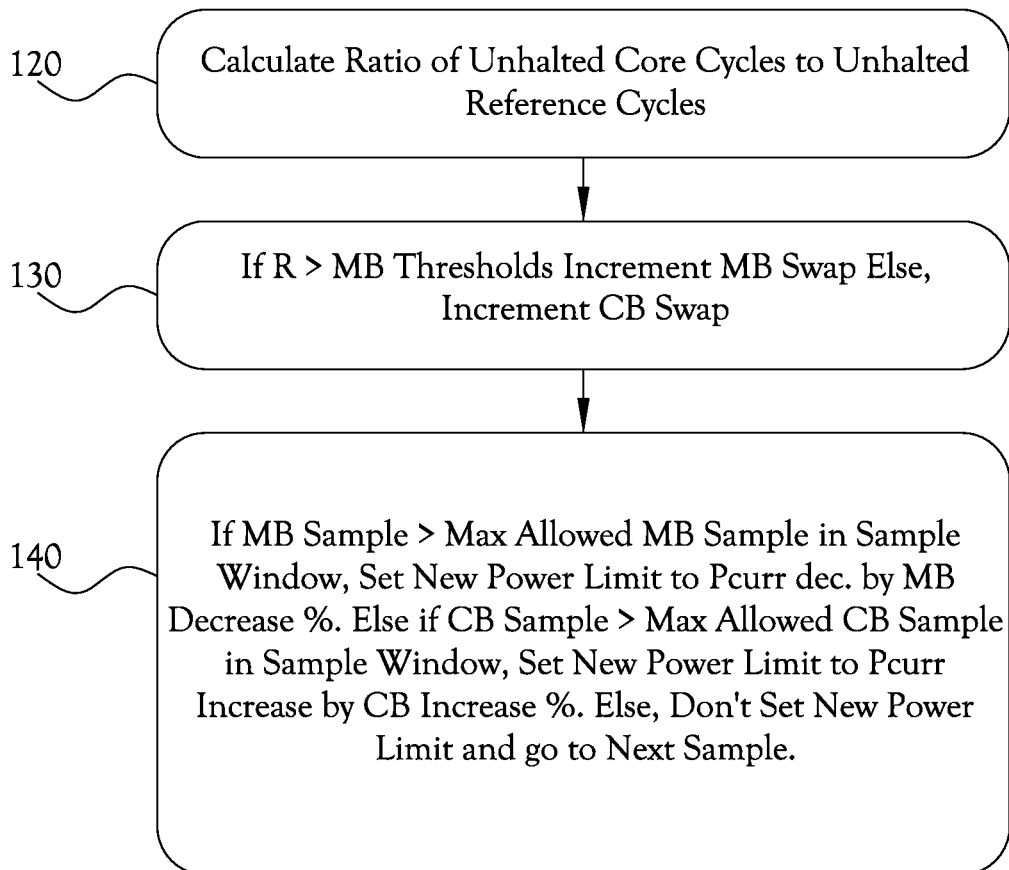 120
Calculate Ratio of Unhalted Core Cycles to Unhalted
Reference Cycles
130
If R > MB Thresholds Increment MB Swap Else,
Increment CB Swap
140
If MB Sample > Max Allowed MB Sample in Sample
Window, Set New Power Limit to Pcurr dec. by MB
Decrease %. Else if CB Sample > Max Allowed CB Sample
in Sample Window, Set New Power Limit to Pcurr
Increase by CB Increase %. Else, Don't Set New Power
Limit and go to Next Sample.